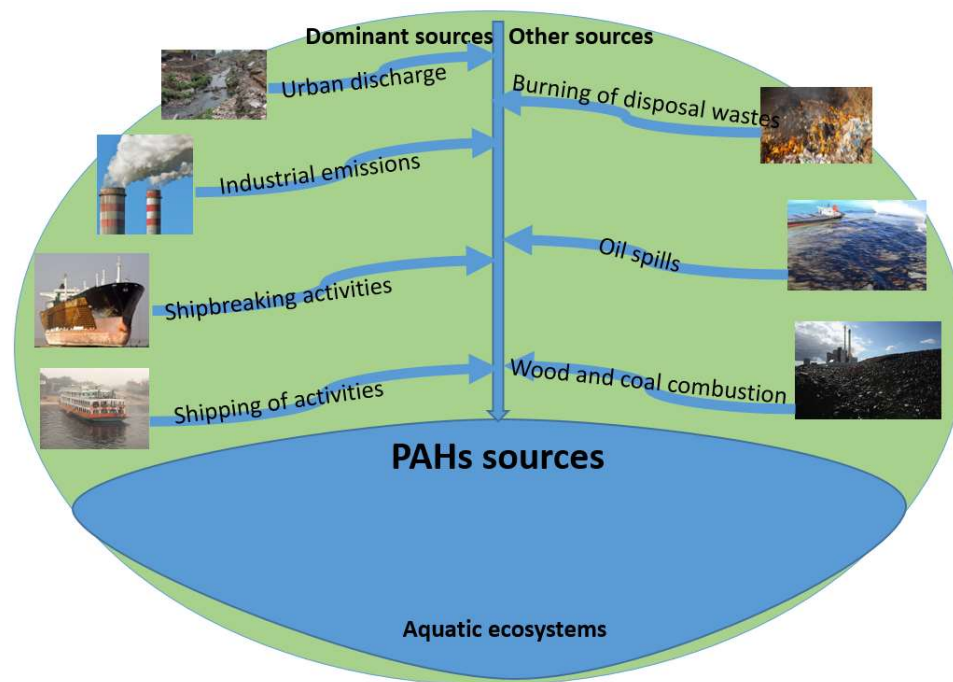 Dominant sources
Other sources
Urban discharge
Burning of disposal wastes
Industrial emissions
Oil spills
Shipbreaking activities
Wood and coal combustion
Shipping of activities
PAHs sources
Aquatic ecosystems